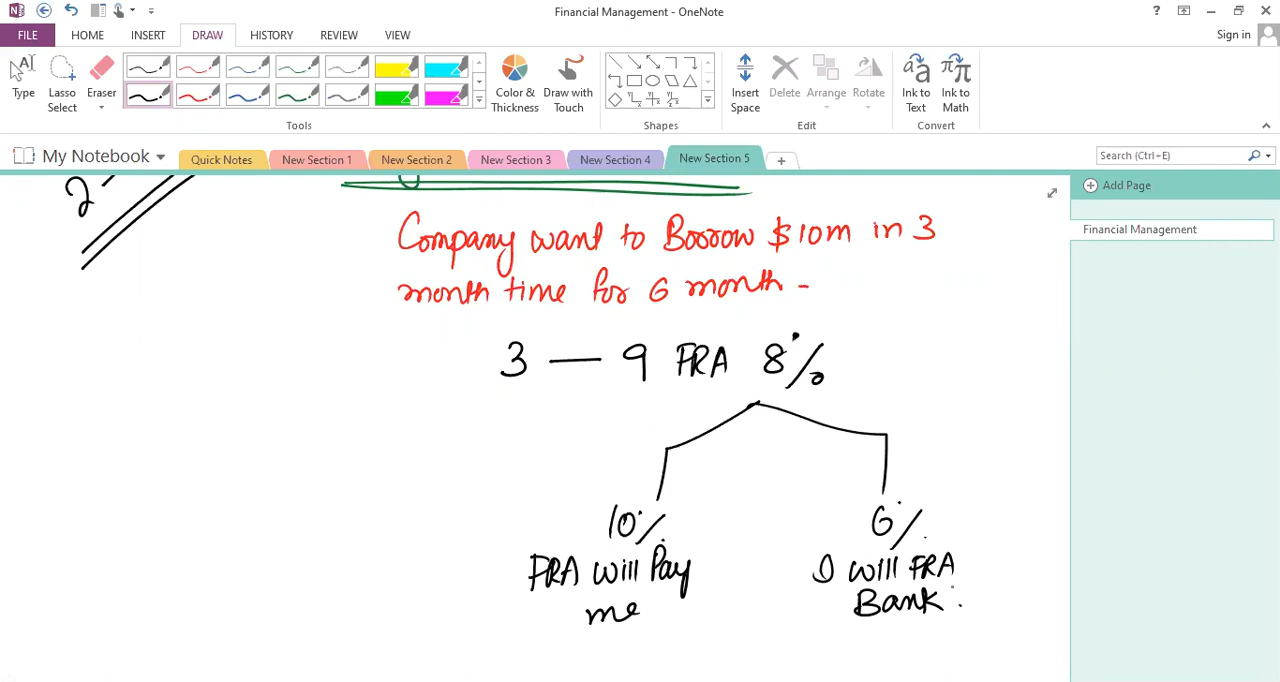 Financial Management - OneNote
? 
Sign in
FILE HOME INSERT DRAW HISTORY REVIEW VIEW
Type
Lasso Select
Eraser
Color & Thickness
Draw with Touch
Insert Space
Delete
Arrange
Rotate
Ink to Text
Ink to Math
Tools
Shapes
Edit
Convert
My Notebook
Quick Notes
New Section 1
New Section 2
New Section 3
New Section 4
New Section 5
Search (Ctrl+E)
Add Page
Financial Management
2
Company want to Borrow $10m in 3
month time for 6 month -
3 — 9 FRA 8%
10% 6%
FRA will Pay me
I will FRA Bank.